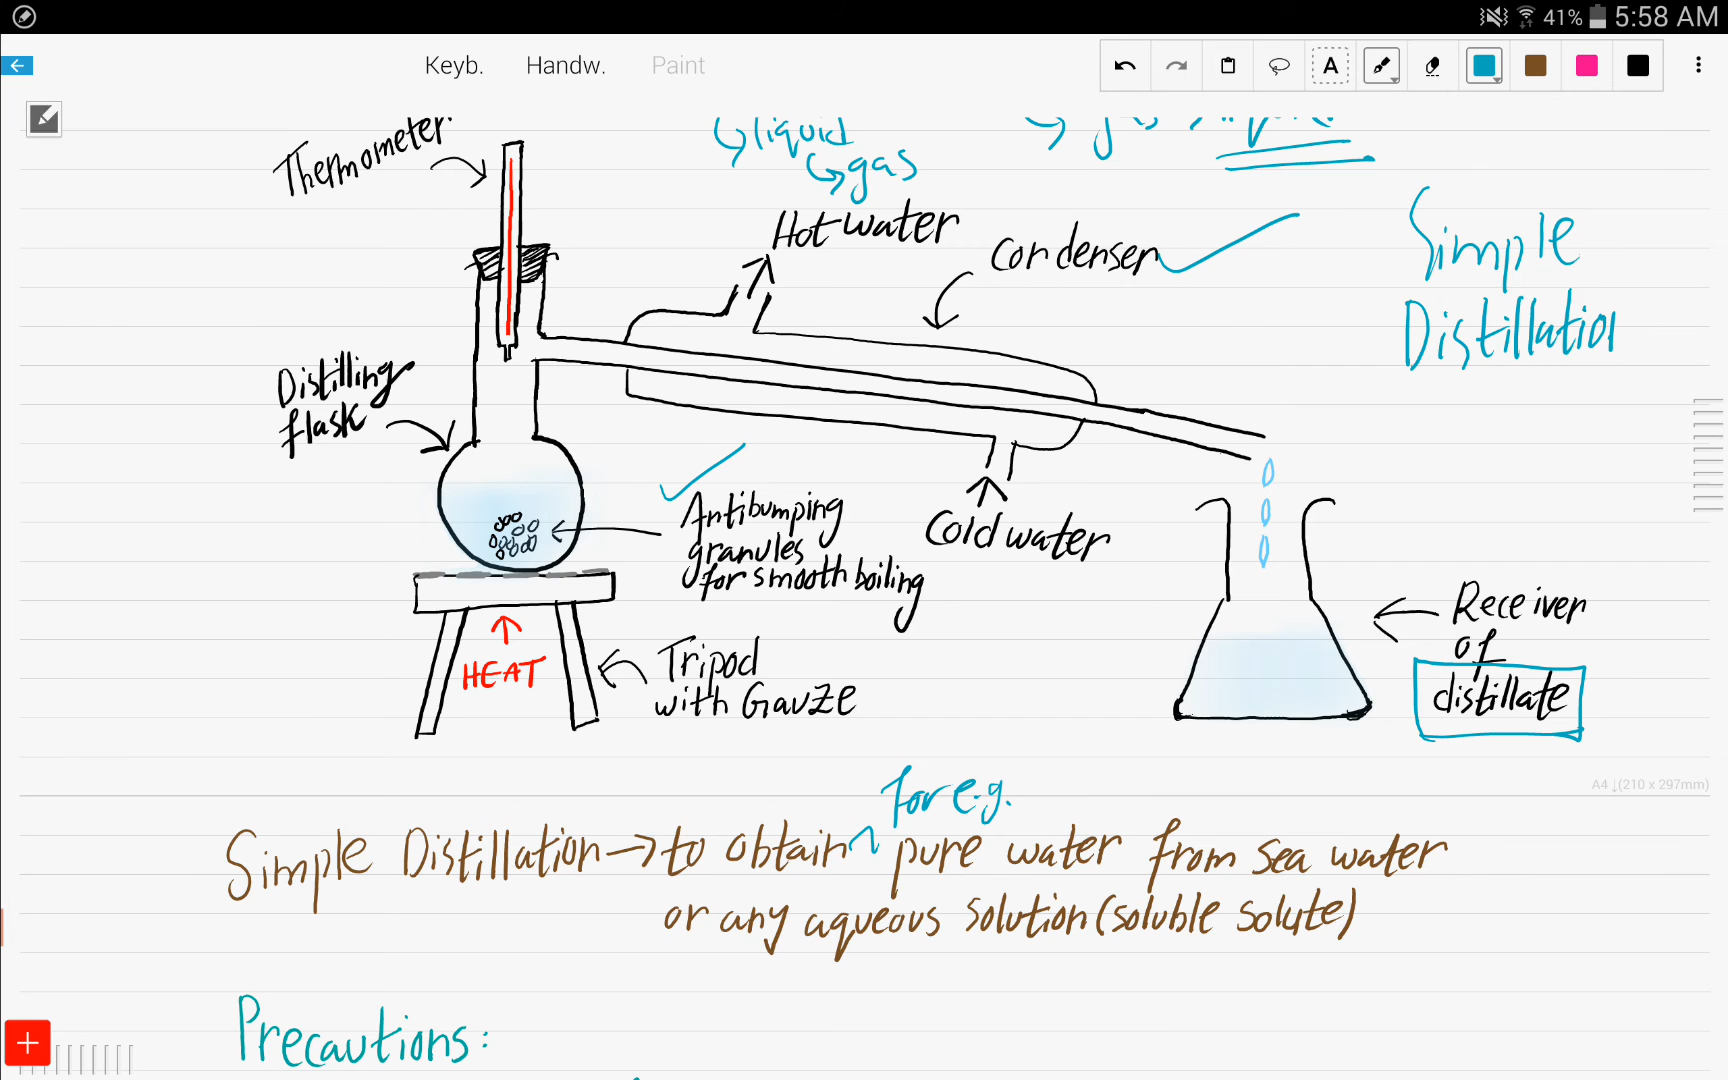 41% 5:58 AM
Keyb. Handw. Paint
A
Thermometer
liquid
gas
gas
Hot water
Condenser
Simple
Distillation
Distilling
flask
Antibumping
granules
for smooth boiling
Cold water
HEAT
Tripod
with Gauze
Receiver
of
distillate
A4 ↓(210 x 297mm)
for e.g.
Simple Distillation → to obtain pure water from sea water
or any aqueous solution (soluble solute)
Precautions: